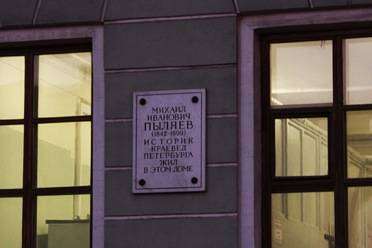 МИХАИЛ
ИВАНОВИЧ
ПЫЛЯЕВ
(1842-1899)
ИСТОРИК
КРАЕВЕД
ПЕТЕРБУРГА
ЖИЛ
В ЭТОМ ДОМЕ